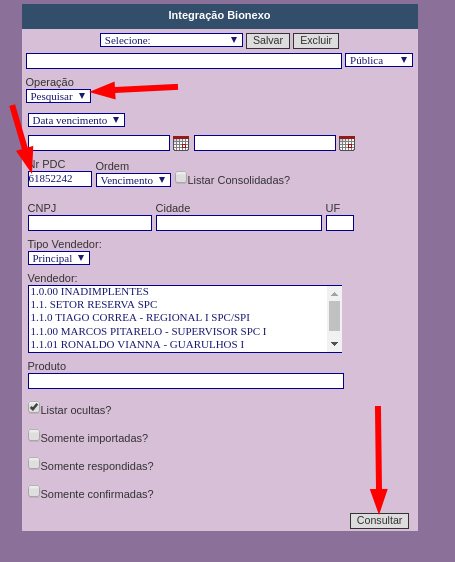 Integração Bionexo
Selecione: Salvar Excluir
Pública
Operação
Pesquisar
Data vencimento
Nr PDC Ordem
61852242 Vencimento Listar Consolidadas?
CNPJ Cidade UF
Tipo Vendedor:
Principal
Vendedor:
1.0.00 INADIMPLENTES
1.1. SETOR RESERVA SPC
1.1.0 TIAGO CORREA - REGIONAL I SPC/SPI
1.1.00 MARCOS PITARELO - SUPERVISOR SPC I
1.1.01 RONALDO VIANNA - GUARULHOS I
Produto
Listar ocultas?
Somente importadas?
Somente respondidas?
Somente confirmadas?
Consultar